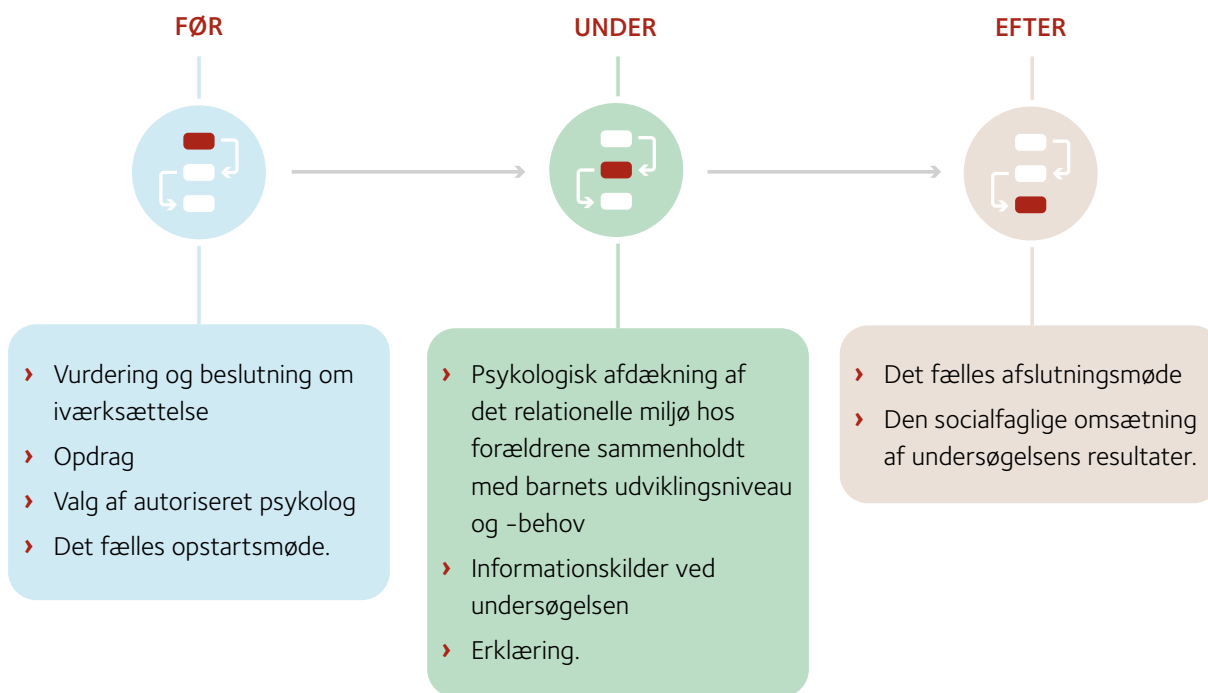 FØR
Vurdering og beslutning om
iværksættelse
Opdrag
Valg af autoriseret psykolog
Det fælles opstartsmøde.
UNDER
Psykologisk afdækning af
det relationelle miljø hos
forældrene sammenholdt
med barnets udviklingsniveau
og -behov
Informationskilder ved
undersøgelsen
Erklæring.
EFTER
Det fælles afslutningsmøde
Den socialfaglige omsætning
af undersøgelsens resultater.